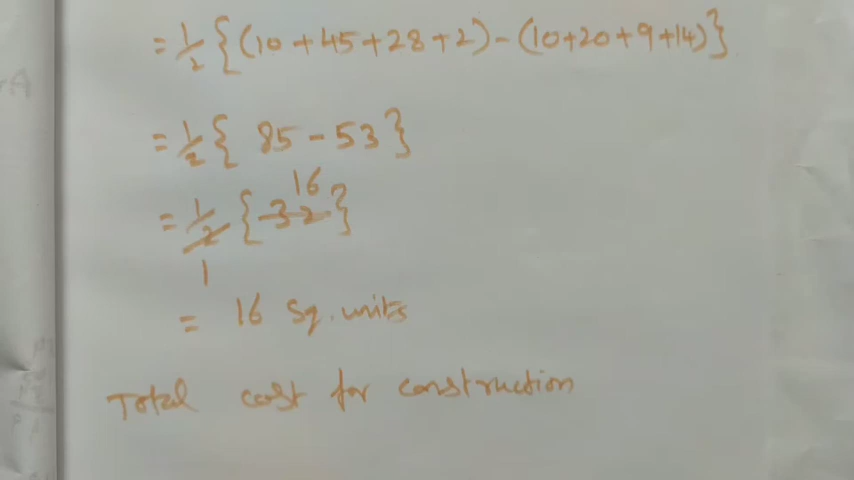 = 1/2 {(10 + 45 + 28 + 2) - (10+20+9+14)}
= 1/2 { 85 - 53 }
16
= 1/2 { 32 }
1
= 16 Sq. units
Total cost for construction